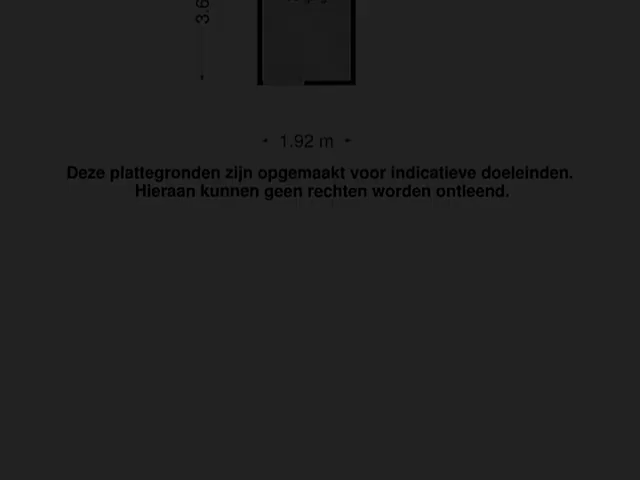 1.92 m
Deze plattegronden zijn opgemaakt voor indicatieve doeleinden.
Hieraan kunnen geen rechten worden ontleend.